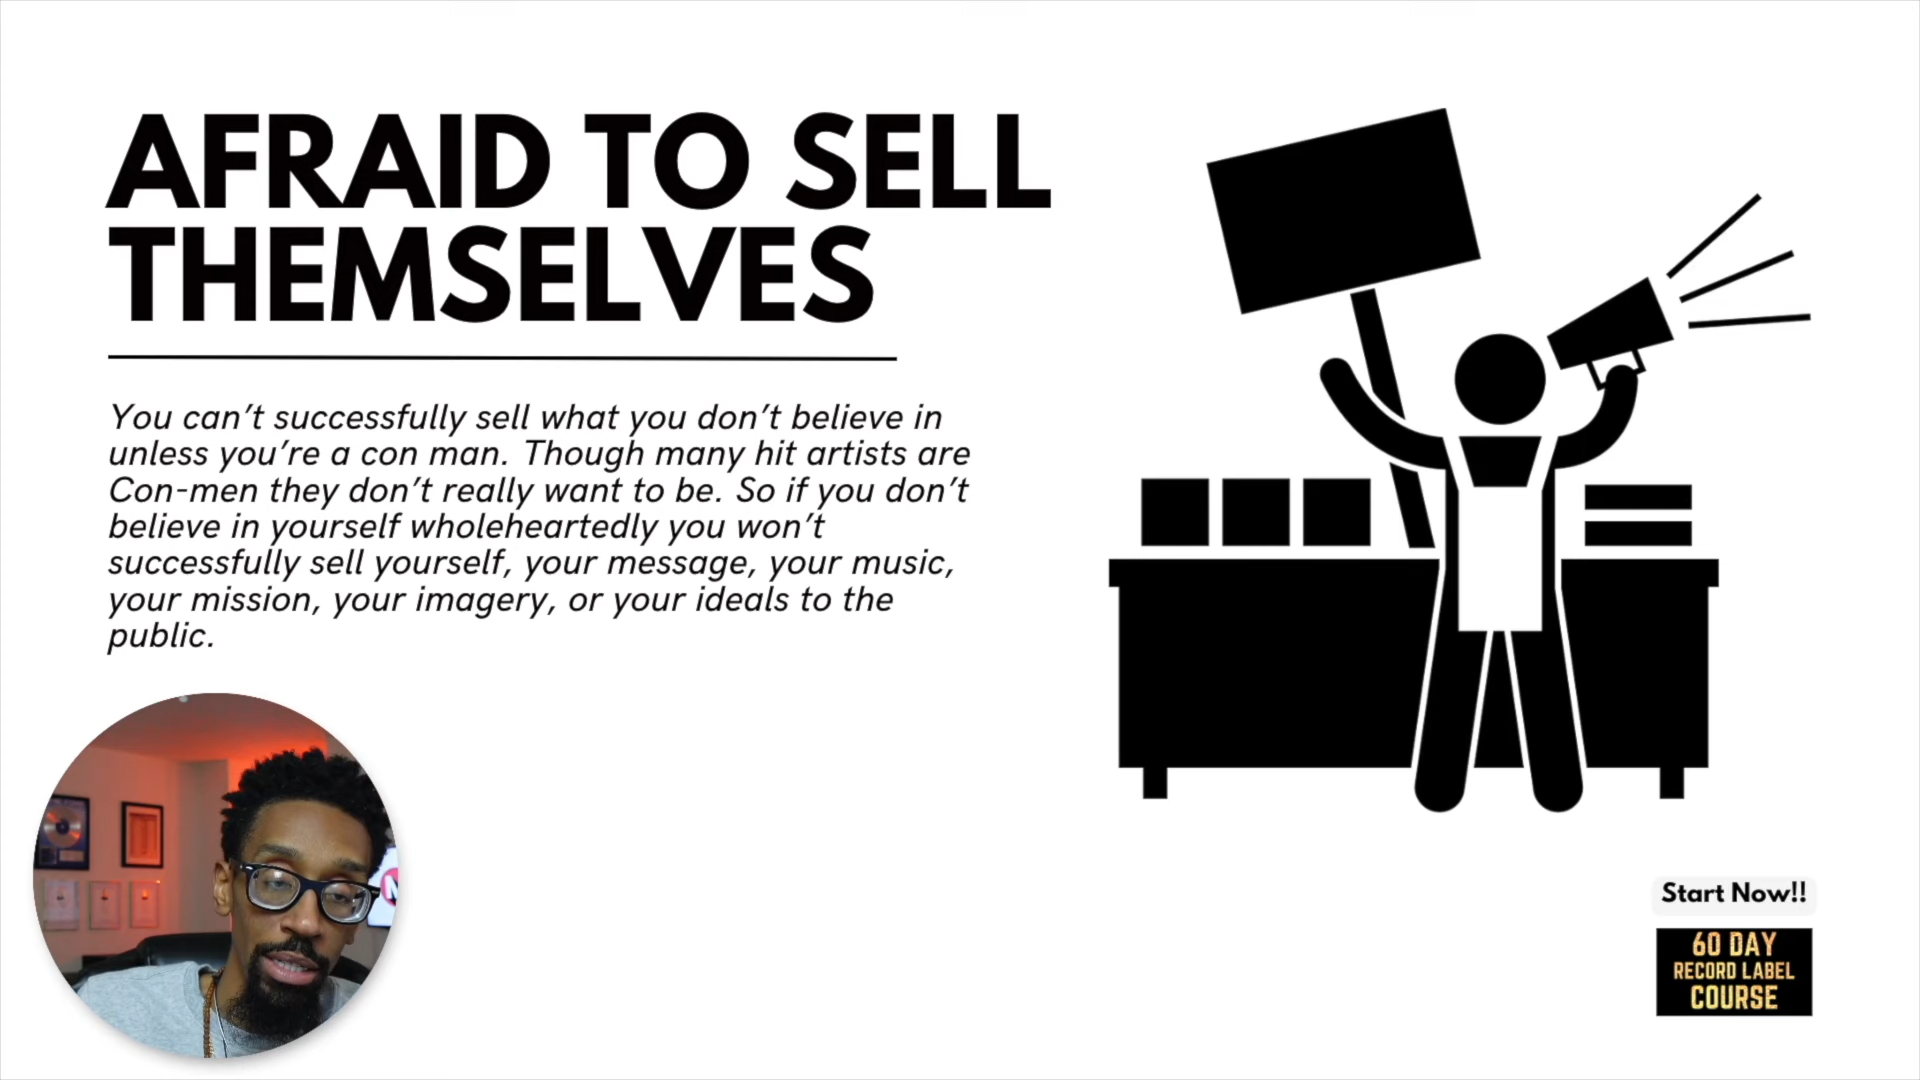 AFRAID TO SELL
THEMSELVES
You can’t successfully sell what you don’t believe in
unless you’re a con man. Though many hit artists are
Con-men they don’t really want to be. So if you don’t
believe in yourself wholeheartedly you won’t
successfully sell yourself, your message, your music,
your mission, your imagery, or your ideals to the
public.
Start Now!!
60 DAY
RECORD LABEL
COURSE